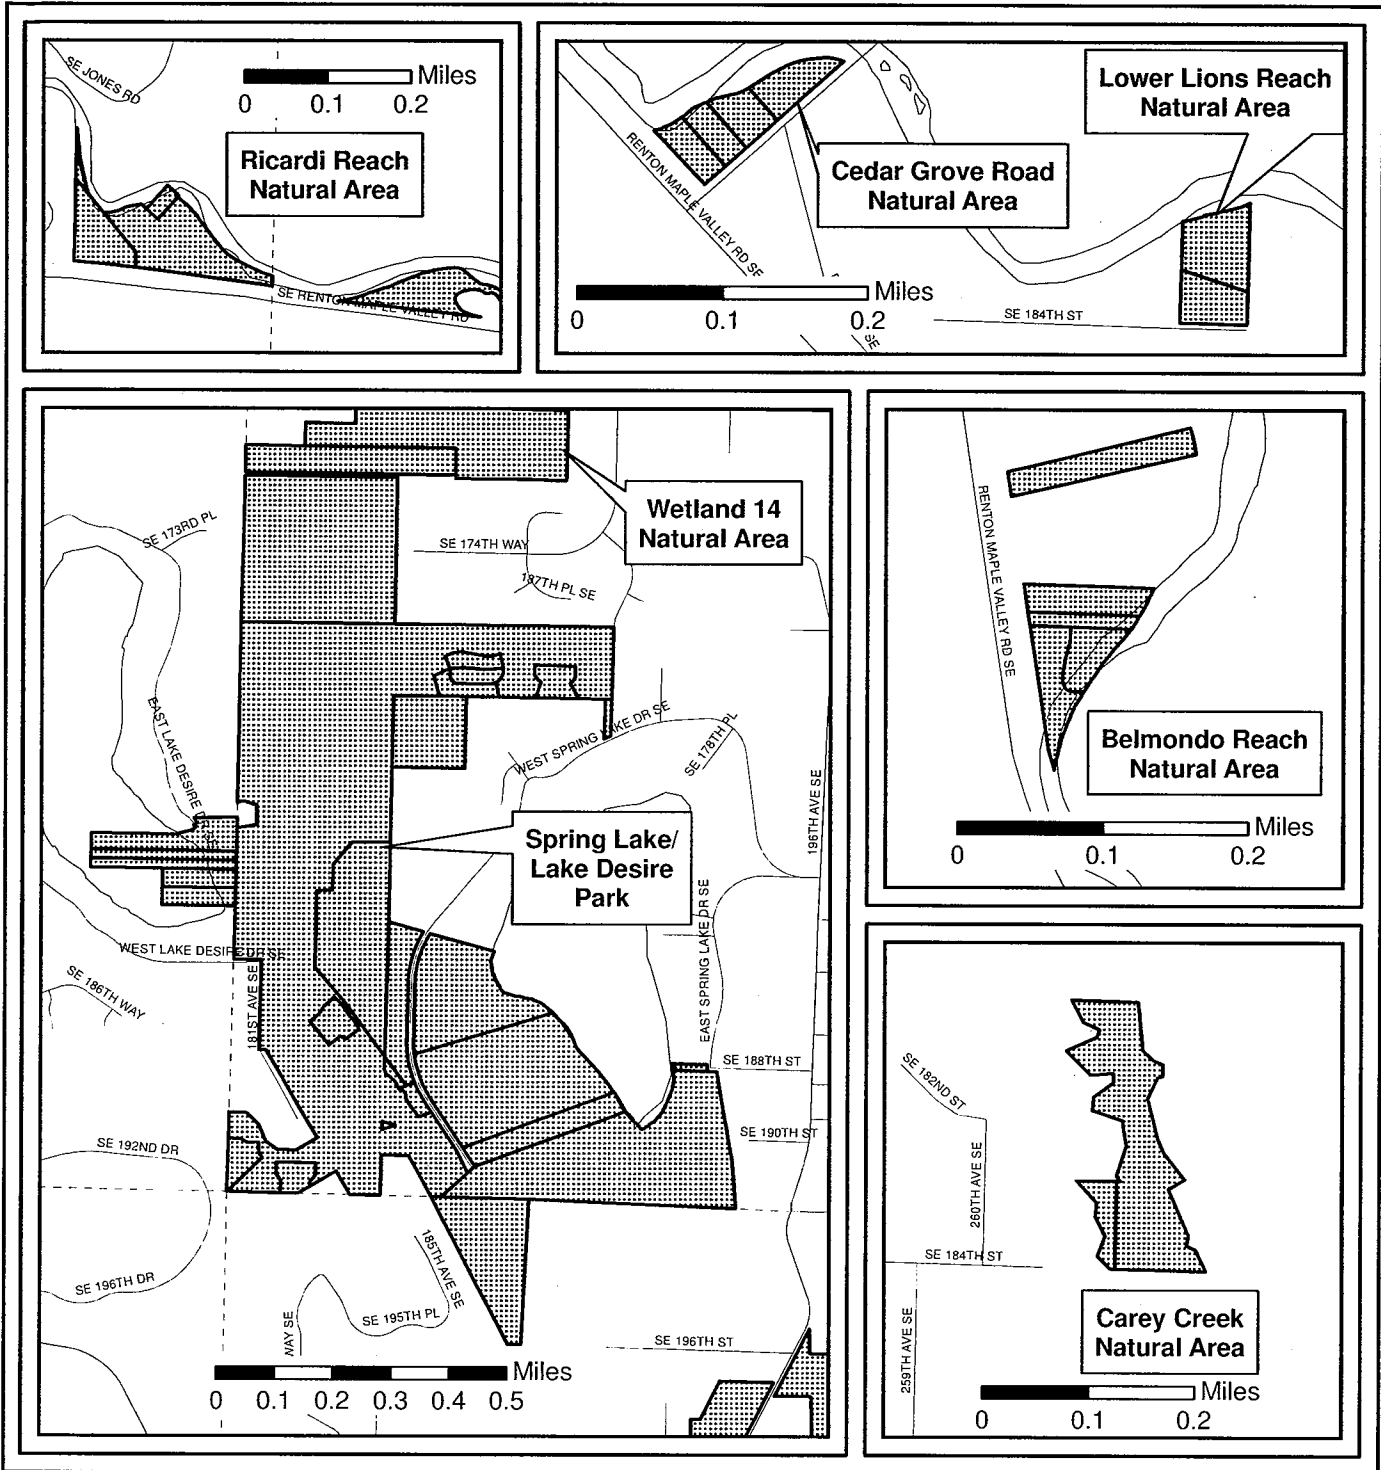 SE JONES RD
Miles
0 0.1 0.2
Ricardi Reach
Natural Area
SE RENTON MAPLE VALLEY RD
Lower Lions Reach
Natural Area
Cedar Grove Road
Natural Area
RENTON MAPLE VALLEY RD SE
Miles
0 0.1 0.2
SE 184TH ST
SE
Wetland 14
Natural Area
SE 173RD PL
SE 174TH WAY
187TH PL SE
EAST LAKE DESIRE DR SE
WEST SPRING LAKE DR SE
SE 178TH PL
196TH AVE SE
Spring Lake/
Lake Desire
Park
WEST LAKE DESIRE DR SE
SE 186TH WAY
181ST AVE SE
EAST SPRING LAKE DR SE
SE 188TH ST
SE 190TH ST
SE 192ND DR
185TH AVE SE
SE 196TH DR
WAY SE
SE 195TH PL
SE 196TH ST
Miles
0 0.1 0.2 0.3 0.4 0.5
RENTON MAPLE VALLEY RD SE
Belmondo Reach
Natural Area
Miles
0 0.1 0.2
SE 182ND ST
260TH AVE SE
SE 184TH ST
259TH AVE SE
Carey Creek
Natural Area
Miles
0 0.1 0.2